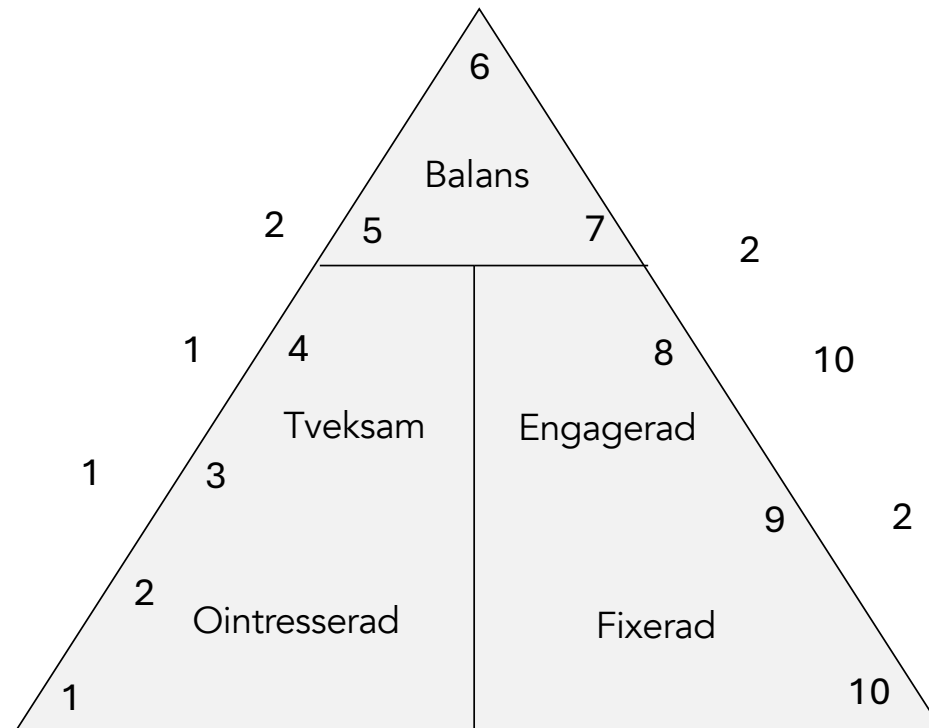 6
Balans
2 5 7 2
1 4 8 10
Tveksam Engagerad
1 3 9 2
2
Ointresserad Fixerad
1 10